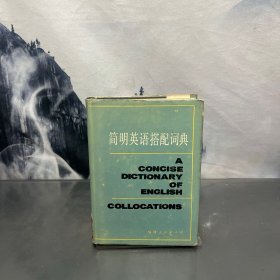 简明英语搭配词典
A
CONCISE
DICTIONARY
OF
ENGLISH
COLLOCATIONS